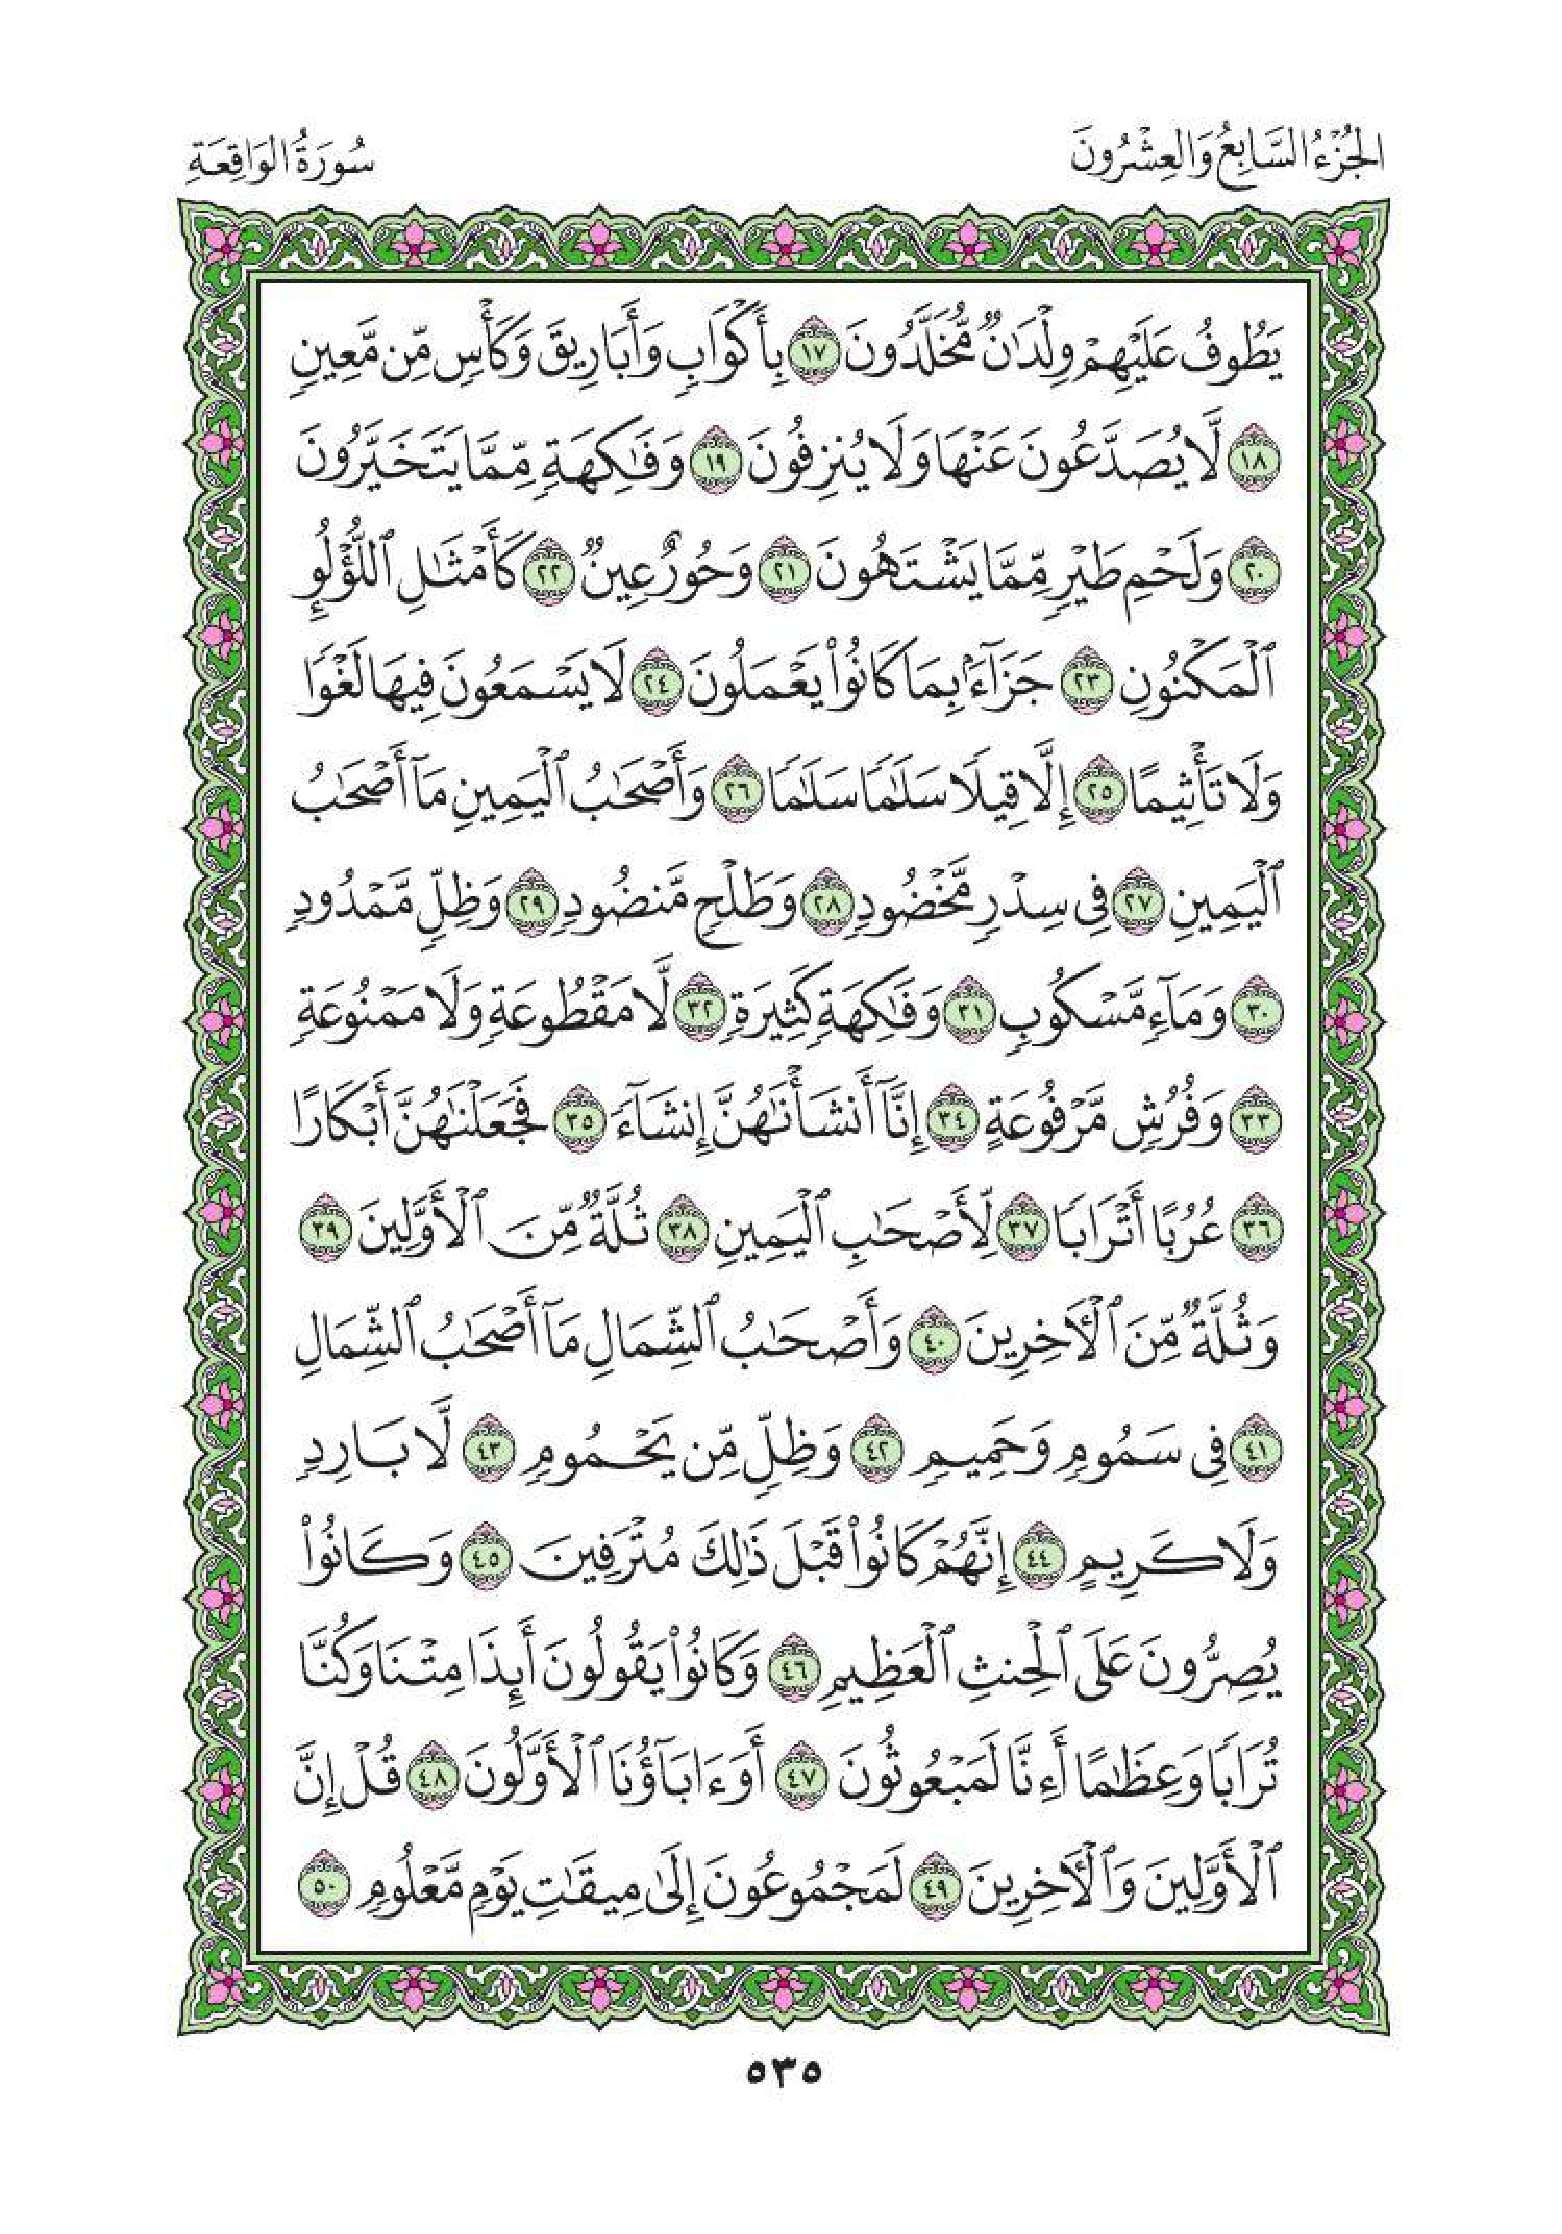 الجُزْءُ السَّابِعُ وَالعِشْرُونَ
سُورَةُ الوَاقِعَةِ
يَطُوفُ عَلَيْهِمْ وِلْدَٰنٌ مُّخَلَّدُونَ ١٧ بِأَكْوَابٍ وَأَبَارِيقَ وَكَأْسٍ مِّن مَّعِينٍ
١٨ لَّا يُصَدَّعُونَ عَنْهَا وَلَا يُنزِفُونَ ١٩ وَفَٰكِهَةٍ مِّمَّا يَتَخَيَّرُونَ
٢٠ وَلَحْمِ طَيْرٍ مِّمَّا يَشْتَهُونَ ٢١ وَحُورٌ عِينٌ ٢٢ كَأَمْثَٰلِ ٱللُّؤْلُوِٕ
ٱلْمَكْنُونِ ٢٣ جَزَآءًۢ بِمَا كَانُوا۟ يَعْمَلُونَ ٢٤ لَا يَسْمَعُونَ فِيهَا لَغْوًا
وَلَا تَأْثِيمًا ٢٥ إِلَّا قِيلًا سَلَٰمًا سَلَٰمًا ٢٦ وَأَصْحَٰبُ ٱلْيَمِينِ مَآ أَصْحَٰبُ
ٱلْيَمِينِ ٢٧ فِى سِدْرٍ مَّخْضُودٍ ٢٨ وَطَلْحٍ مَّنضُودٍ ٢٩ وَظِلٍّ مَّمْدُودٍ
٣٠ وَمَآءٍ مَّسْكُوبٍ ٣١ وَفَٰكِهَةٍ كَثِيرَةٍ ٣٢ لَّا مَقْطُوعَةٍ وَلَا مَمْنُوعَةٍ
٣٣ وَفُرُشٍ مَّرْفُوعَةٍ ٣٤ إِنَّآ أَنشَأْنَٰهُنَّ إِنشَآءً ٣٥ فَجَعَلْنَٰهُنَّ أَبْكَارًا
٣٦ عُرُبًا أَتْرَابًا ٣٧ لِّأَصْحَٰبِ ٱلْيَمِينِ ٣٨ ثُلَّةٌ مِّنَ ٱلْأَوَّلِينَ ٣٩
وَثُلَّةٌ مِّنَ ٱلْـَٔاخِرِينَ ٤٠ وَأَصْحَٰبُ ٱلشِّمَالِ مَآ أَصْحَٰبُ ٱلشِّمَالِ
٤١ فِى سَمُومٍ وَحَمِيمٍ ٤٢ وَظِلٍّ مِّن يَحْمُومٍ ٤٣ لَّا بَارِدٍ
وَلَا كَرِيمٍ ٤٤ إِنَّهُمْ كَانُوا۟ قَبْلَ ذَٰلِكَ مُتْرَفِينَ ٤٥ وَكَانُوا۟
يُصِرُّونَ عَلَى ٱلْحِنثِ ٱلْعَظِيمِ ٤٦ وَكَانُوا۟ يَقُولُونَ أَئِذَا مِتْنَا وَكُنَّا
تُرَابًا وَعِظَٰمًا أَءِنَّا لَمَبْعُوثُونَ ٤٧ أَوَءَابَآؤُنَا ٱلْأَوَّلُونَ ٤٨ قُلْ إِنَّ
ٱلْأَوَّلِينَ وَٱلْـَٔاخِرِينَ ٤٩ لَمَجْمُوعُونَ إِلَىٰ مِيقَٰتِ يَوْمٍ مَّعْلُومٍ ٥٠
٥٣٥